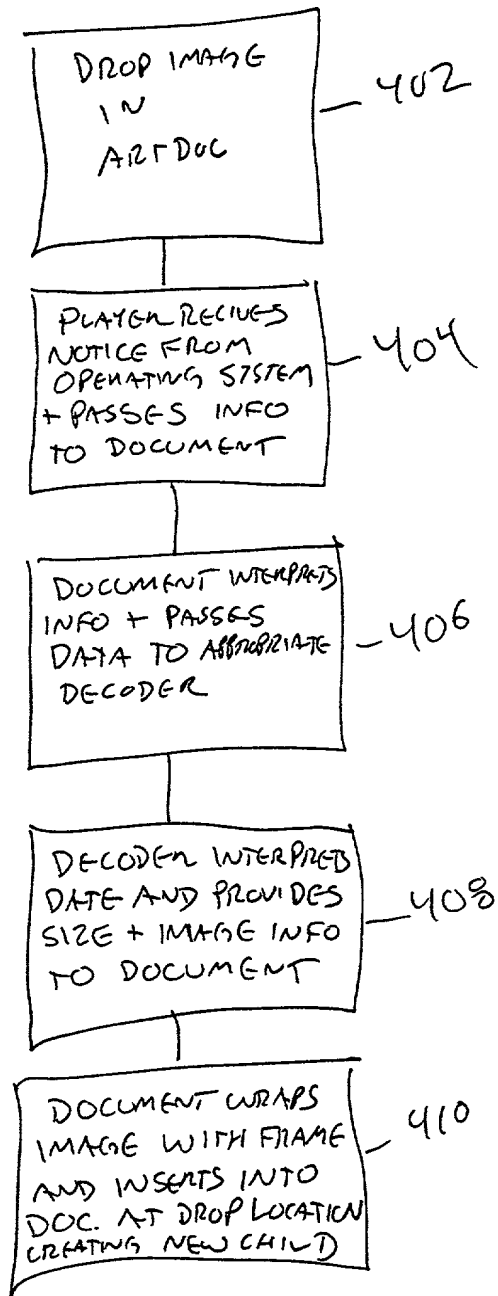 DROP IMAGE
IN
ARTDOC
402
PLAYER RECIVES
NOTICE FROM
OPERATING SYSTEM
+ PASSES INFO
TO DOCUMENT
404
DOCUMENT INTERPRETS
INFO + PASSES
DATA TO APPROPRIATE
DECODER
406
DECODER INTERPRETS
DATE AND PROVIDES
SIZE + IMAGE INFO
TO DOCUMENT
408
DOCUMENT WRAPS
IMAGE WITH FRAME
AND INSERTS INTO
DOC. AT DROP LOCATION
CREATING NEW CHILD
410